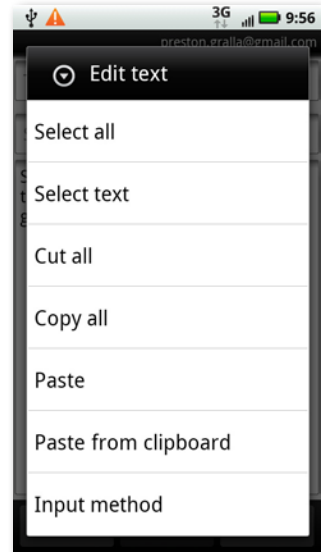 3G 9:56
preston.gralla@gmail.com
Edit text
Select all
Select text
Cut all
Copy all
Paste
Paste from clipboard
Input method